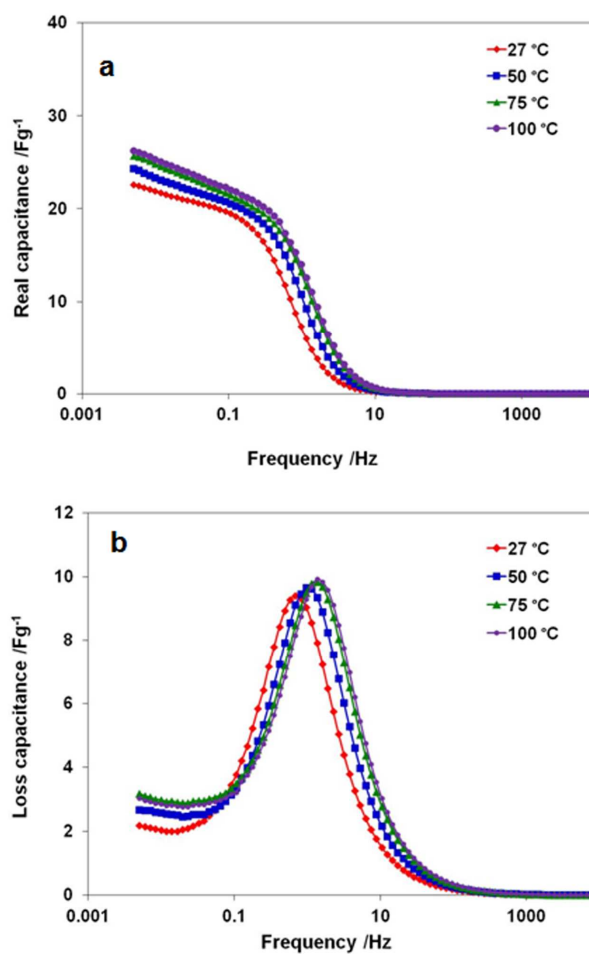 a
Real capacitance /Fg⁻¹
40
30
20
10
0
0.001
0.1
10
1000
Frequency /Hz
27 °C
50 °C
75 °C
100 °C
b
Loss capacitance /Fg⁻¹
12
10
8
6
4
2
0
0.001
0.1
10
1000
Frequency /Hz
27 °C
50 °C
75 °C
100 °C